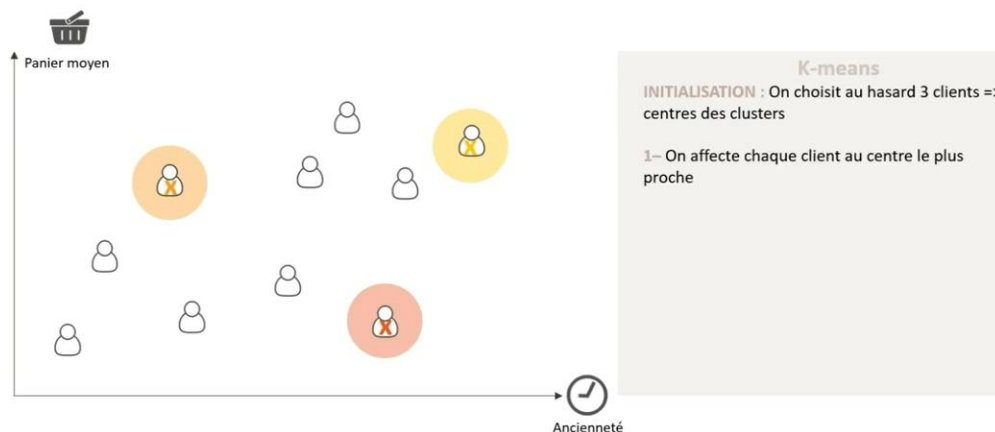 Panier moyen
K-means
INITIALISATION : On choisit au hasard 3 clients =>
centres des clusters
1– On affecte chaque client au centre le plus
proche
X
X
X
Ancienneté